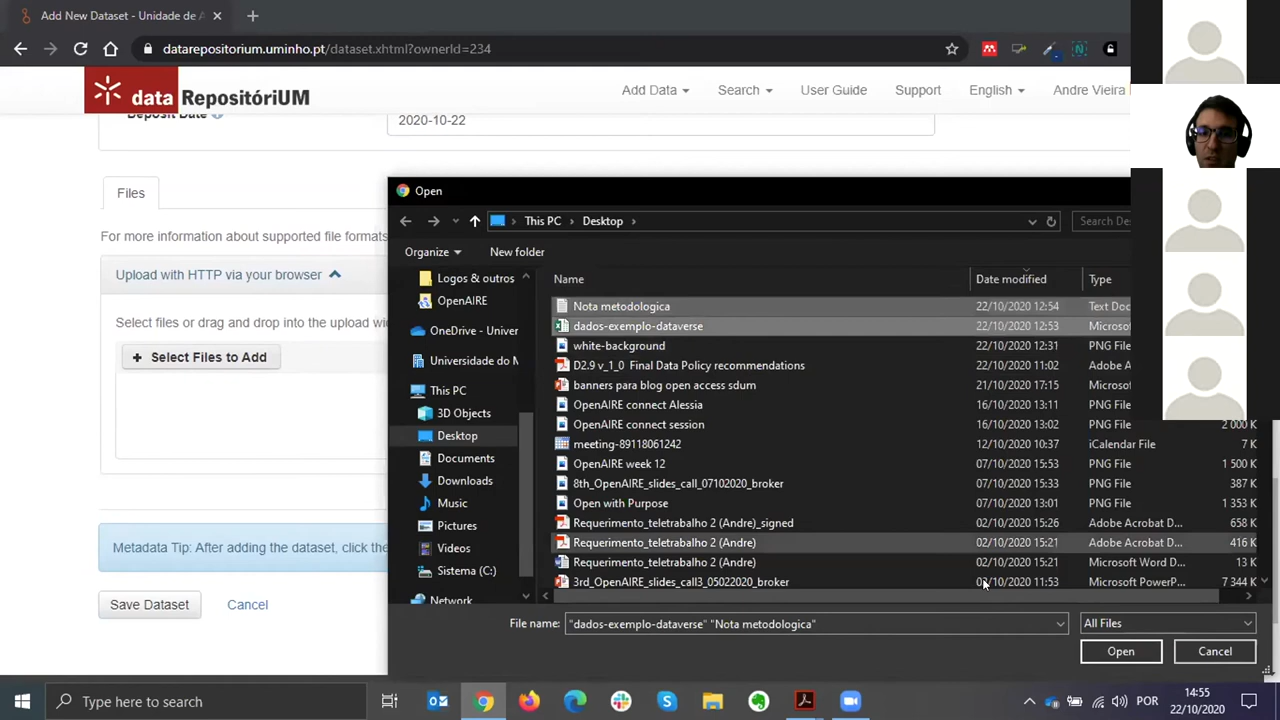 Add New Dataset - Unidade de A
datarepositorium.uminho.pt/dataset.xhtml?ownerId=234
data RepositóriUM
Add Data
Search
User Guide
Support
English
Andre Vieira
Deposit Date
2020-10-22
Files
For more information about supported file formats
Upload with HTTP via your browser
Select files or drag and drop into the upload wi
+ Select Files to Add
Metadata Tip: After adding the dataset, click the
Save Dataset
Cancel
Open
This PC
Desktop
Search Des
Organize
New folder
Logos & outros
OpenAIRE
OneDrive - Univer
Universidade do M
This PC
3D Objects
Desktop
Documents
Downloads
Music
Pictures
Videos
Sistema (C:)
Network
Name Date modified Type
Nota metodologica 22/10/2020 12:54 Text Doc
dados-exemplo-dataverse 22/10/2020 12:53 Microso
white-background 22/10/2020 12:31 PNG File
D2.9 v_1_0 Final Data Policy recommendations 22/10/2020 11:02 Adobe A
banners para blog open access sdum 21/10/2020 17:15 Microso
OpenAIRE connect Alessia 16/10/2020 13:11 PNG File
OpenAIRE connect session 16/10/2020 13:02 PNG File 2 000 K
meeting-89118061242 12/10/2020 10:37 iCalendar File 7 K
OpenAIRE week 12 07/10/2020 15:53 PNG File 1 500 K
8th_OpenAIRE_slides_call_07102020_broker 07/10/2020 15:33 PNG File 387 K
Open with Purpose 07/10/2020 13:01 PNG File 1 353 K
Requerimento_teletrabalho 2 (Andre)_signed 02/10/2020 15:26 Adobe Acrobat D... 658 K
Requerimento_teletrabalho 2 (Andre) 02/10/2020 15:21 Adobe Acrobat D... 416 K
Requerimento_teletrabalho 2 (Andre) 02/10/2020 15:21 Microsoft Word D... 13 K
3rd_OpenAIRE_slides_call3_05022020_broker /10/2020 11:53 Microsoft PowerP... 7 344 K
File name: "dados-exemplo-dataverse" "Nota metodologica"
All Files
Open
Cancel
Type here to search
POR
14:55
22/10/2020